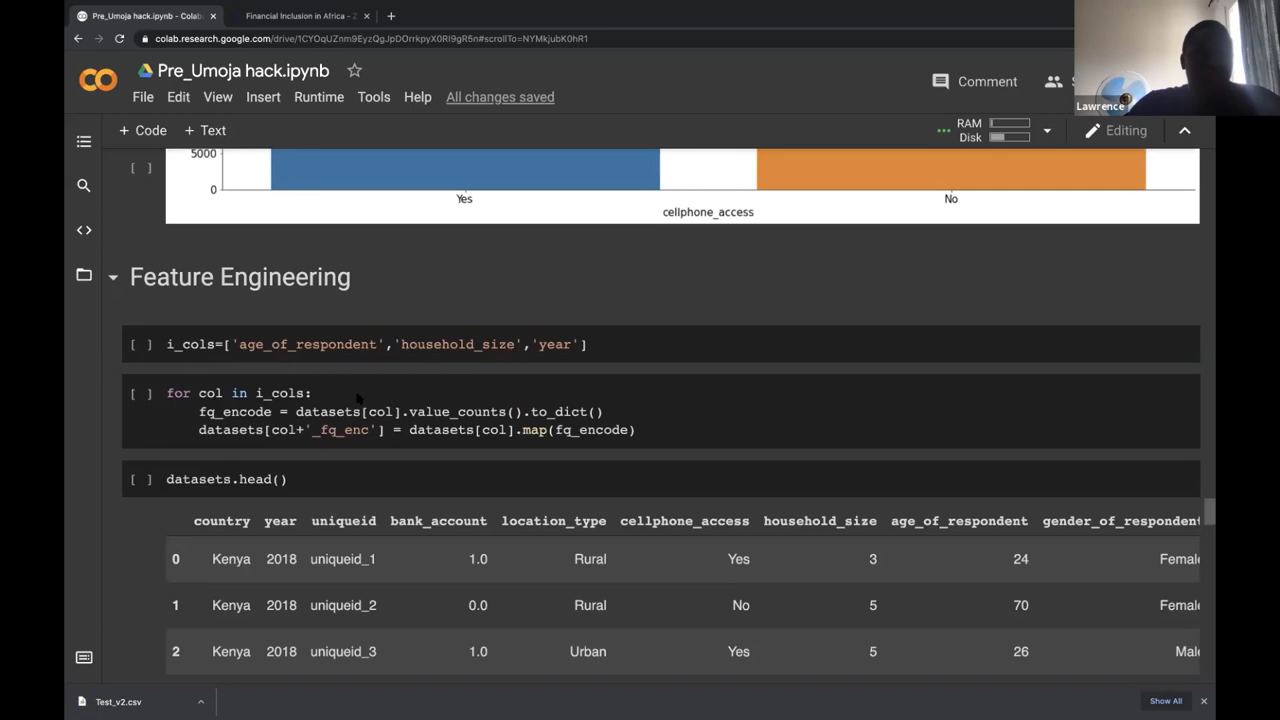 Pre_Umoja hack.ipynb - Colab
Financial Inclusion in Africa - Z
colab.research.google.com/drive/1CYOqUZnm9EyzQgJpDOrrkpyX0Rl9gR5n#scrollTo=NYMkjubK0hR1
Pre_Umoja hack.ipynb
Lawrence
File Edit View Insert Runtime Tools Help All changes saved
Comment
+ Code + Text
RAM
Disk
Editing
[ ]
5000
0
Yes No
cellphone_access
Feature Engineering
[ ] i_cols=['age_of_respondent','household_size','year']
[ ] for col in i_cols:
fq_encode = datasets[col].value_counts().to_dict()
datasets[col+'_fq_enc'] = datasets[col].map(fq_encode)
[ ] datasets.head()
country year uniqueid bank_account location_type cellphone_access household_size age_of_respondent gender_of_respondent
0 Kenya 2018 uniqueid_1 1.0 Rural Yes 3 24 Female
1 Kenya 2018 uniqueid_2 0.0 Rural No 5 70 Female
2 Kenya 2018 uniqueid_3 1.0 Urban Yes 5 26 Male
Test_v2.csv
Show All